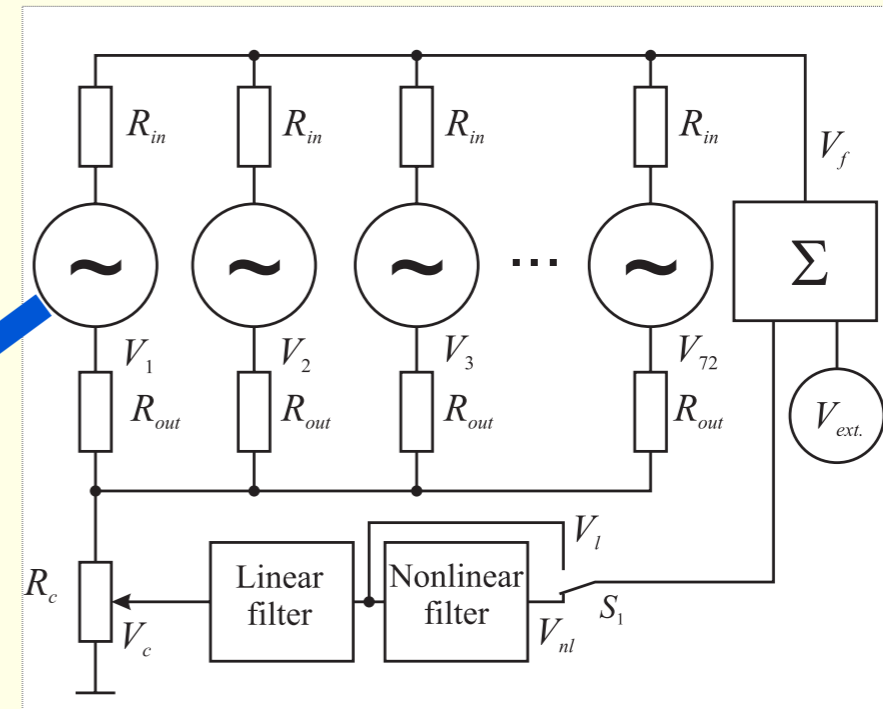 R_in R_in R_in R_in
V_f
~ ~ ~ ... ~ Σ
V_1 V_2 V_3 V_72
R_out R_out R_out R_out
V_ext.
V_l
R_c Linear filter Nonlinear filter
S_1
V_c V_nl